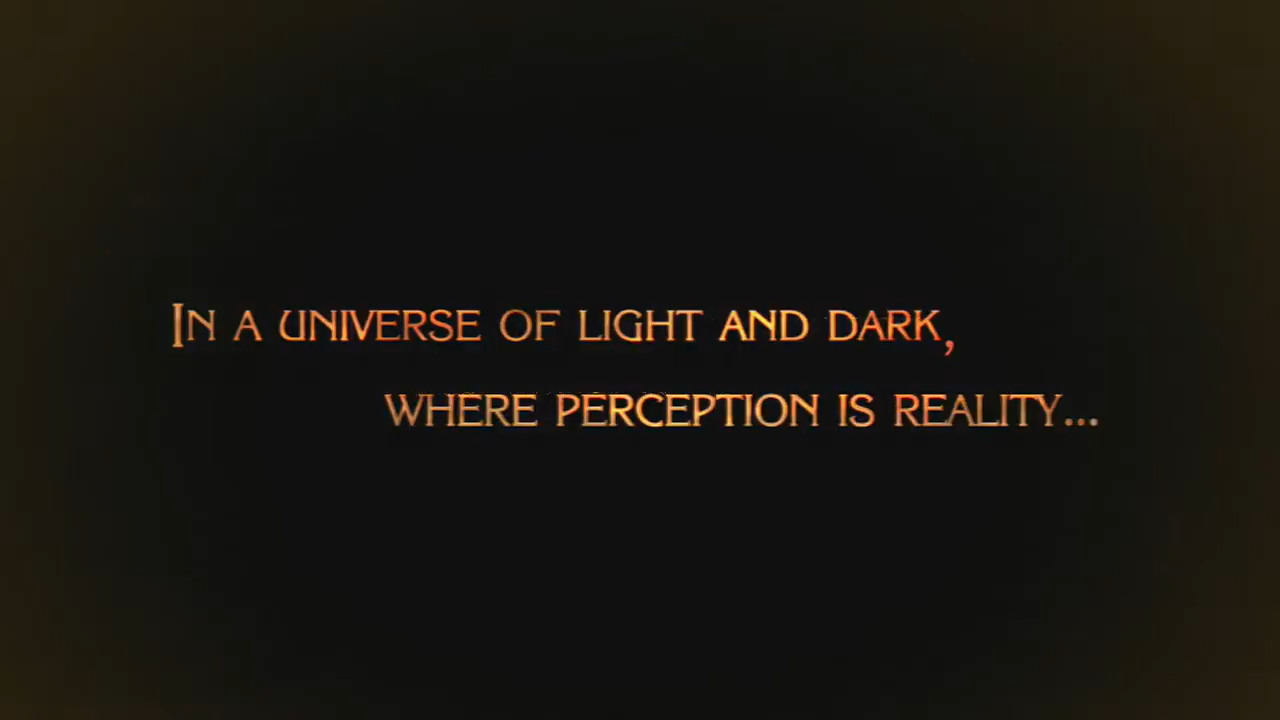 In a universe of light and dark,
where perception is reality...